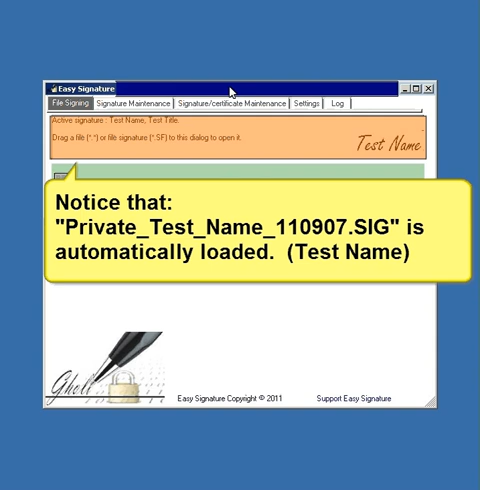 Easy Signature
File Signing Signature Maintenance Signature/certificate Maintenance Settings Log
Active signature : Test Name, Test Title.
Drag a file (*.*) or file signature (*.SF) to this dialog to open it.
Test Name
Notice that:
"Private_Test_Name_110907.SIG" is
automatically loaded. (Test Name)
Easy Signature Copyright © 2011 Support Easy Signature